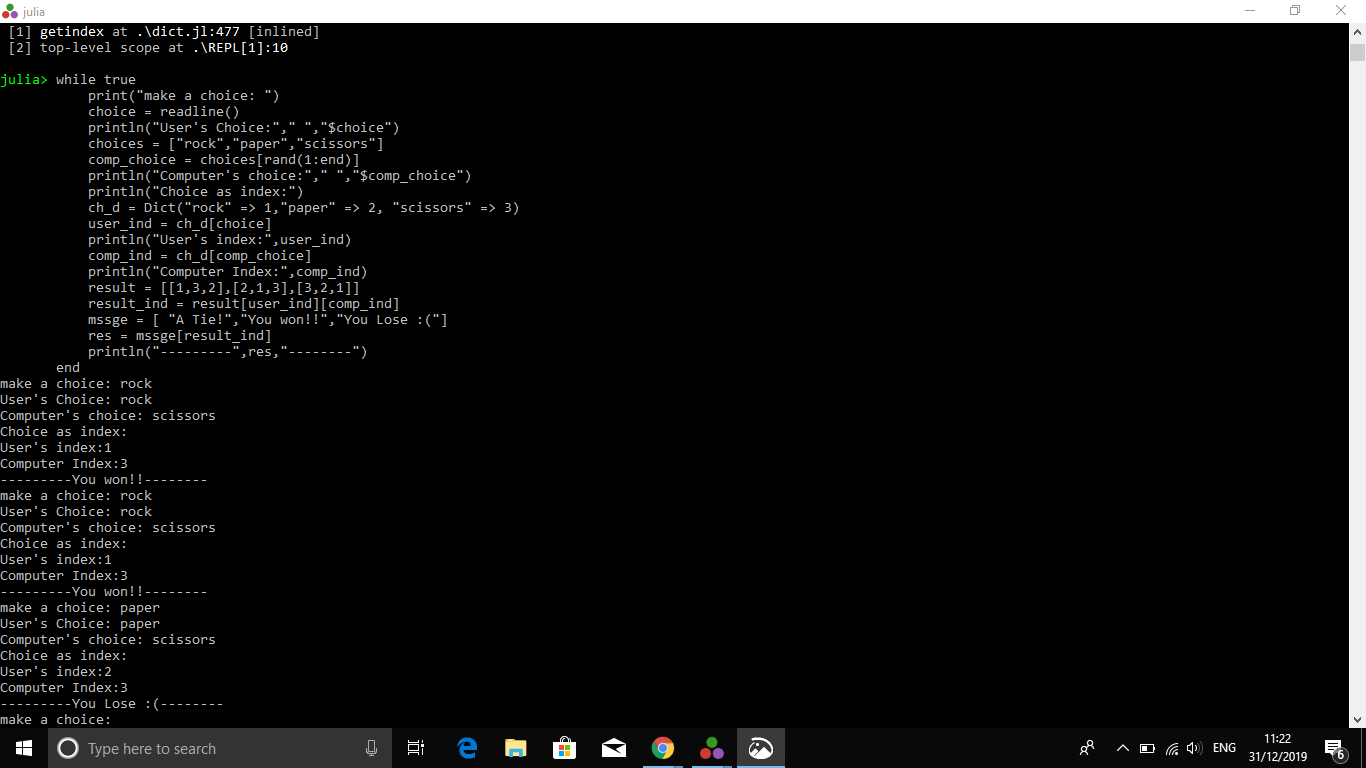 julia
[1] getindex at .\dict.jl:477 [inlined]
[2] top-level scope at .\REPL[1]:10
julia> while true
print("make a choice: ")
choice = readline()
println("User's Choice:"," ","$choice")
choices = ["rock","paper","scissors"]
comp_choice = choices[rand(1:end)]
println("Computer's choice:"," ","$comp_choice")
println("Choice as index:")
ch_d = Dict("rock" => 1,"paper" => 2, "scissors" => 3)
user_ind = ch_d[choice]
println("User's index:",user_ind)
comp_ind = ch_d[comp_choice]
println("Computer Index:",comp_ind)
result = [[1,3,2],[2,1,3],[3,2,1]]
result_ind = result[user_ind][comp_ind]
mssge = [ "A Tie!","You won!!","You Lose :("]
res = mssge[result_ind]
println("---------",res,"--------")
end
make a choice: rock
User's Choice: rock
Computer's choice: scissors
Choice as index:
User's index:1
Computer Index:3
---------You won!!--------
make a choice: rock
User's Choice: rock
Computer's choice: scissors
Choice as index:
User's index:1
Computer Index:3
---------You won!!--------
make a choice: paper
User's Choice: paper
Computer's choice: scissors
Choice as index:
User's index:2
Computer Index:3
---------You Lose :(--------
make a choice:
Type here to search
ENG
11:22
31/12/2019
6